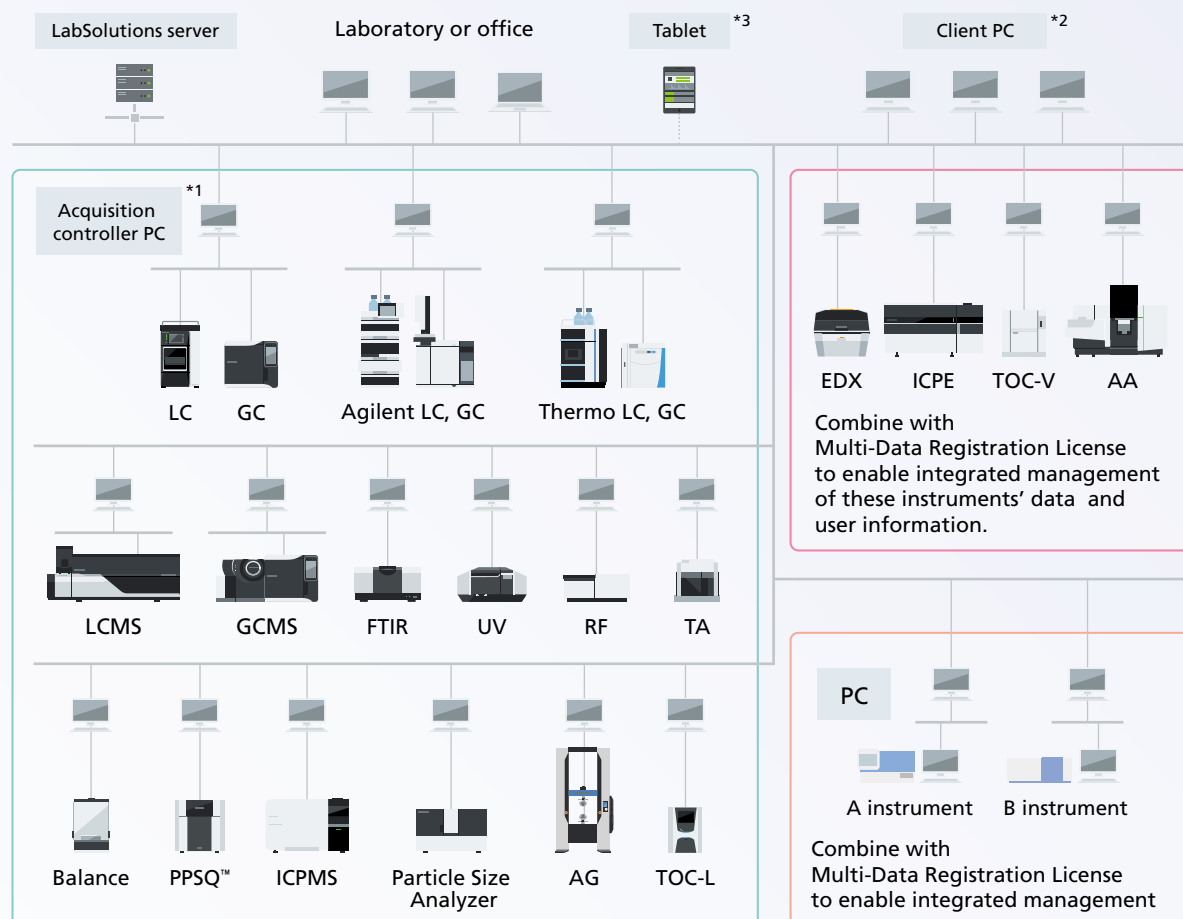 LabSolutions server
Laboratory or office
Tablet *3
Client PC *2
Acquisition
controller PC
*1
LC
GC
Agilent LC, GC
Thermo LC, GC
EDX
ICPE
TOC-V
AA
Combine with
Multi-Data Registration License
to enable integrated management
of these instruments’ data and
user information.
LCMS
GCMS
FTIR
UV
RF
TA
PC
A instrument
B instrument
Combine with
Multi-Data Registration License
to enable integrated management
Balance
PPSQ™
ICPMS
Particle Size
Analyzer
AG
TOC-L